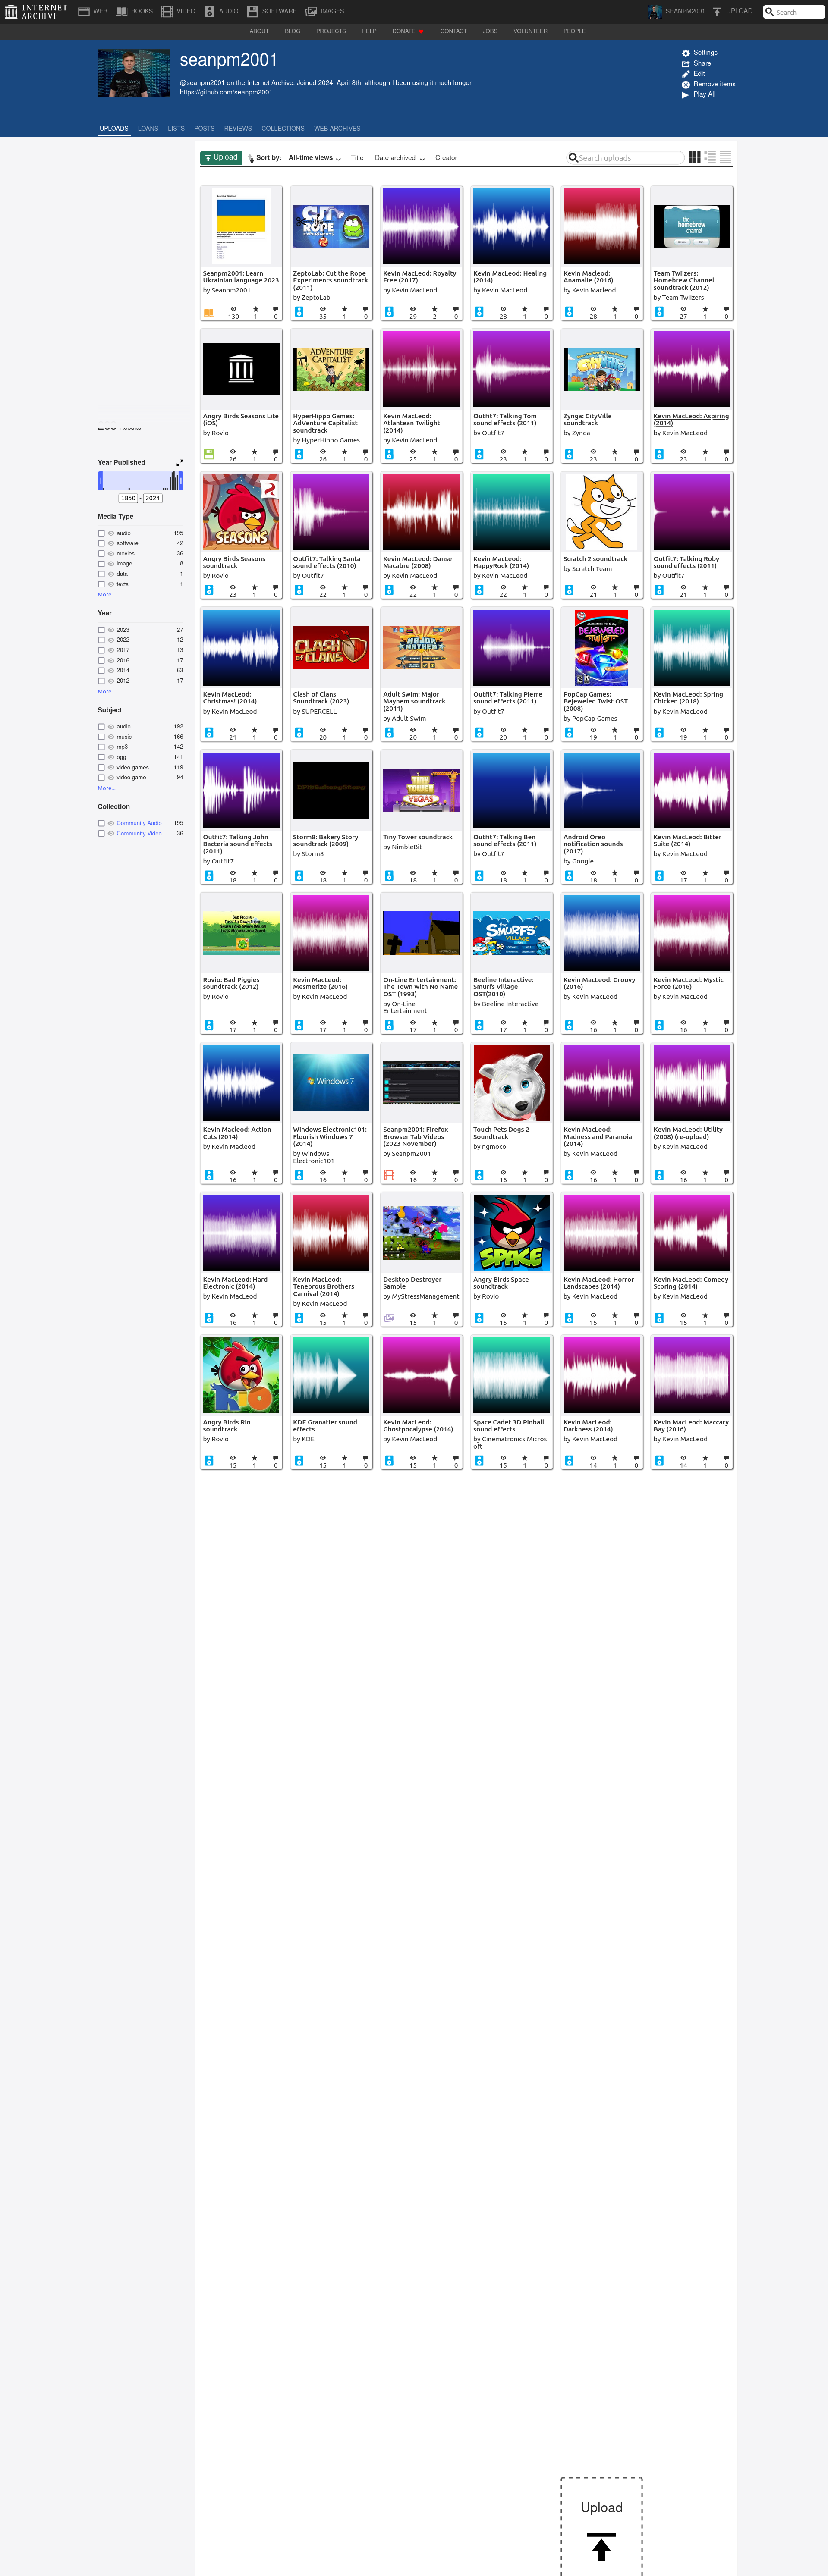 INTERNET
ARCHIVE
WEB
BOOKS
VIDEO
AUDIO
SOFTWARE
IMAGES
SEANPM2001
UPLOAD
Search
ABOUT
BLOG
PROJECTS
HELP
DONATE
CONTACT
JOBS
VOLUNTEER
PEOPLE
seanpm2001
@seanpm2001 on the Internet Archive. Joined 2024, April 8th, although I been using it much longer.
https://github.com/seanpm2001
Settings
Share
Edit
Remove items
Play All
UPLOADS
LOANS
LISTS
POSTS
REVIEWS
COLLECTIONS
WEB ARCHIVES
Upload
Sort by:
All-time views
Title
Date archived
Creator
Search uploads
Year Published
1850 - 2024
Media Type
audio 195
software 42
movies 36
image 8
data 1
texts 1
More...
Year
2023 27
2022 12
2017 13
2016 17
2014 63
2012 17
More...
Subject
audio 192
music 166
mp3 142
ogg 141
video games 119
video game 94
More...
Collection
Community Audio 195
Community Video 36
Seanpm2001: Learn
Ukrainian language 2023
by Seanpm2001
130 1 0
CUT THE ROPE
EXPERIMENTS
ZeptoLab: Cut the Rope
Experiments soundtrack
(2011)
by ZeptoLab
35 1 0
Kevin MacLeod: Royalty
Free (2017)
by Kevin MacLeod
29 2 0
Kevin MacLeod: Healing
(2014)
by Kevin MacLeod
28 1 0
Kevin Macleod:
Anamalie (2016)
by Kevin Macleod
28 1 0
the
homebrew
channel
Team Twiizers:
Homebrew Channel
soundtrack (2012)
by Team Twiizers
27 1 0
Angry Birds Seasons Lite
(iOS)
by Rovio
26 1 0
ADVENTURE
CAPITALIST
HyperHippo Games:
AdVenture Capitalist
soundtrack
by HyperHippo Games
26 1 0
Kevin MacLeod:
Atlantean Twilight
(2014)
by Kevin MacLeod
25 1 0
Outfit7: Talking Tom
sound effects (2011)
by Outfit7
23 1 0
CityVille
Zynga: CityVille
soundtrack
by Zynga
23 1 0
Kevin MacLeod: Aspiring
(2014)
by Kevin MacLeod
23 1 0
SEASONS
Angry Birds Seasons
soundtrack
by Rovio
23 1 0
Outfit7: Talking Santa
sound effects (2010)
by Outfit7
22 1 0
Kevin MacLeod: Danse
Macabre (2008)
by Kevin MacLeod
22 1 0
Kevin MacLeod:
HappyRock (2014)
by Kevin MacLeod
22 1 0
Scratch 2 soundtrack
by Scratch Team
21 1 0
Outfit7: Talking Roby
sound effects (2011)
by Outfit7
21 1 0
Kevin MacLeod:
Christmas! (2014)
by Kevin MacLeod
21 1 0
CLASH
OF CLANS
Clash of Clans
Soundtrack (2023)
by SUPERCELL
20 1 0
MAJOR
MAYHEM
Adult Swim: Major
Mayhem soundtrack
(2011)
by Adult Swim
20 1 0
Outfit7: Talking Pierre
sound effects (2011)
by Outfit7
20 1 0
BEJEWELED
TWIST
PopCap Games:
Bejeweled Twist OST
(2008)
by PopCap Games
19 1 0
Kevin MacLeod: Spring
Chicken (2018)
by Kevin MacLeod
19 1 0
Outfit7: Talking John
Bacteria sound effects
(2011)
by Outfit7
18 1 0
Storm8: Bakery Story
soundtrack (2009)
by Storm8
18 1 0
TINY
TOWER
VEGAS
Tiny Tower soundtrack
by NimbleBit
18 1 0
Outfit7: Talking Ben
sound effects (2011)
by Outfit7
18 1 0
Android Oreo
notification sounds
(2017)
by Google
18 1 0
Kevin MacLeod: Bitter
Suite (2014)
by Kevin MacLeod
17 1 0
Rovio: Bad Piggies
soundtrack (2012)
by Rovio
17 1 0
Kevin MacLeod:
Mesmerize (2016)
by Kevin MacLeod
17 1 0
On-Line Entertainment:
The Town with No Name
OST (1993)
by On-Line
Entertainment
17 1 0
SMURFS'
VILLAGE
Beeline Interactive:
Smurfs Village
OST(2010)
by Beeline Interactive
17 1 0
Kevin MacLeod: Groovy
(2016)
by Kevin MacLeod
16 1 0
Kevin MacLeod: Mystic
Force (2016)
by Kevin MacLeod
16 1 0
Kevin Macleod: Action
Cuts (2014)
by Kevin Macleod
16 1 0
Windows 7
Windows Electronic101:
Flourish Windows 7
(2014)
by Windows
Electronic101
16 1 0
Seanpm2001: Firefox
Browser Tab Videos
(2023 November)
by Seanpm2001
16 2 0
Touch Pets Dogs 2
Soundtrack
by ngmoco
16 1 0
Kevin MacLeod:
Madness and Paranoia
(2014)
by Kevin MacLeod
16 1 0
Kevin MacLeod: Utility
(2008) (re-upload)
by Kevin MacLeod
16 1 0
Kevin MacLeod: Hard
Electronic (2014)
by Kevin MacLeod
16 1 0
Kevin MacLeod:
Tenebrous Brothers
Carnival (2014)
by Kevin MacLeod
15 1 0
Desktop Destroyer
Sample
by MyStressManagement
15 1 0
SPACE
Angry Birds Space
soundtrack
by Rovio
15 1 0
Kevin MacLeod: Horror
Landscapes (2014)
by Kevin MacLeod
15 1 0
Kevin MacLeod: Comedy
Scoring (2014)
by Kevin MacLeod
15 1 0
RIO
Angry Birds Rio
soundtrack
by Rovio
15 1 0
KDE Granatier sound
effects
by KDE
15 1 0
Kevin MacLeod:
Ghostpocalypse (2014)
by Kevin MacLeod
15 1 0
Space Cadet 3D Pinball
sound effects
by Cinematronics,Micros
oft
15 1 0
Kevin MacLeod:
Darkness (2014)
by Kevin MacLeod
14 1 0
Kevin MacLeod: Maccary
Bay (2016)
by Kevin MacLeod
14 1 0
Upload